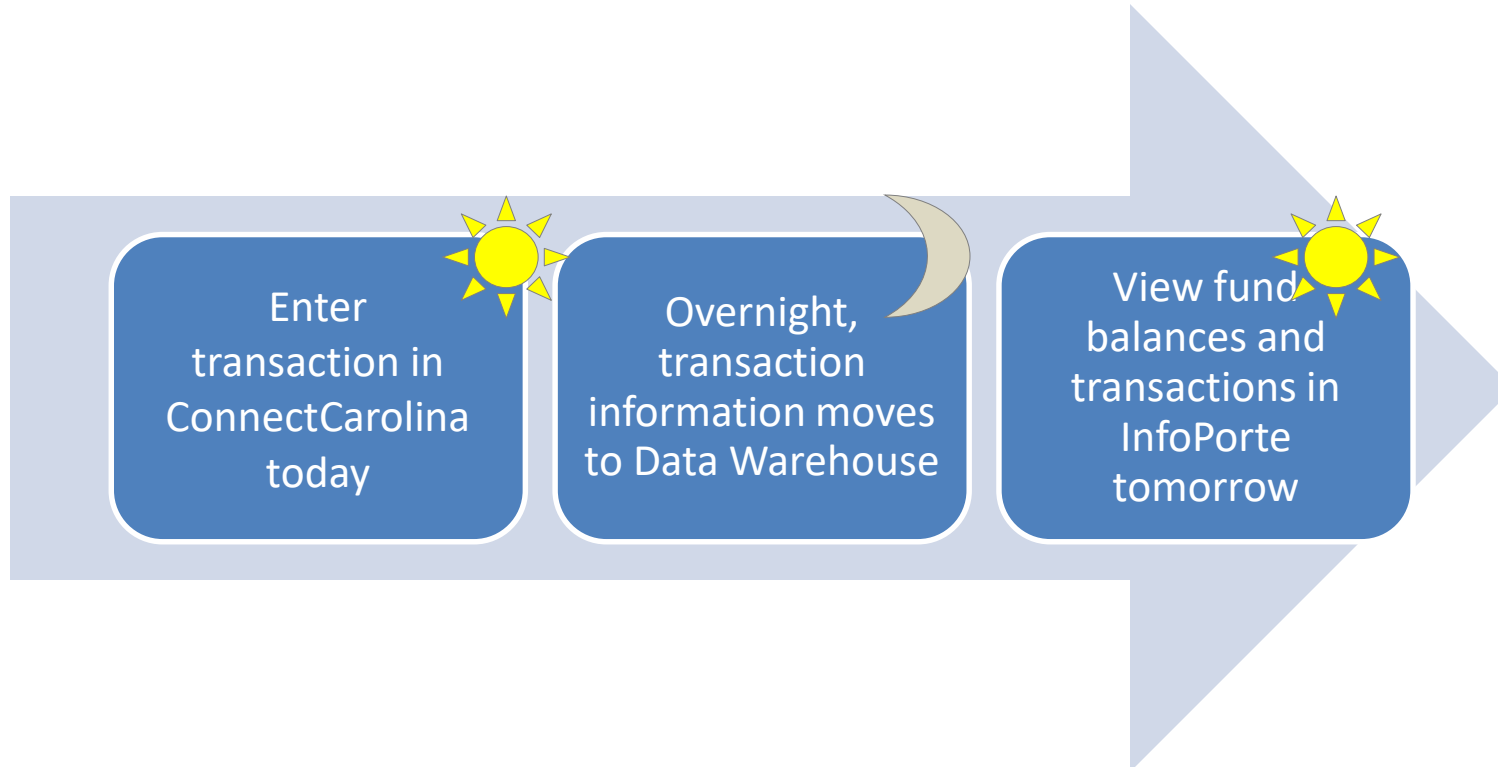 Enter
transaction in
ConnectCarolina
today
Overnight,
transaction
information moves
to Data Warehouse
View fund
balances and
transactions in
InfoPorte
tomorrow